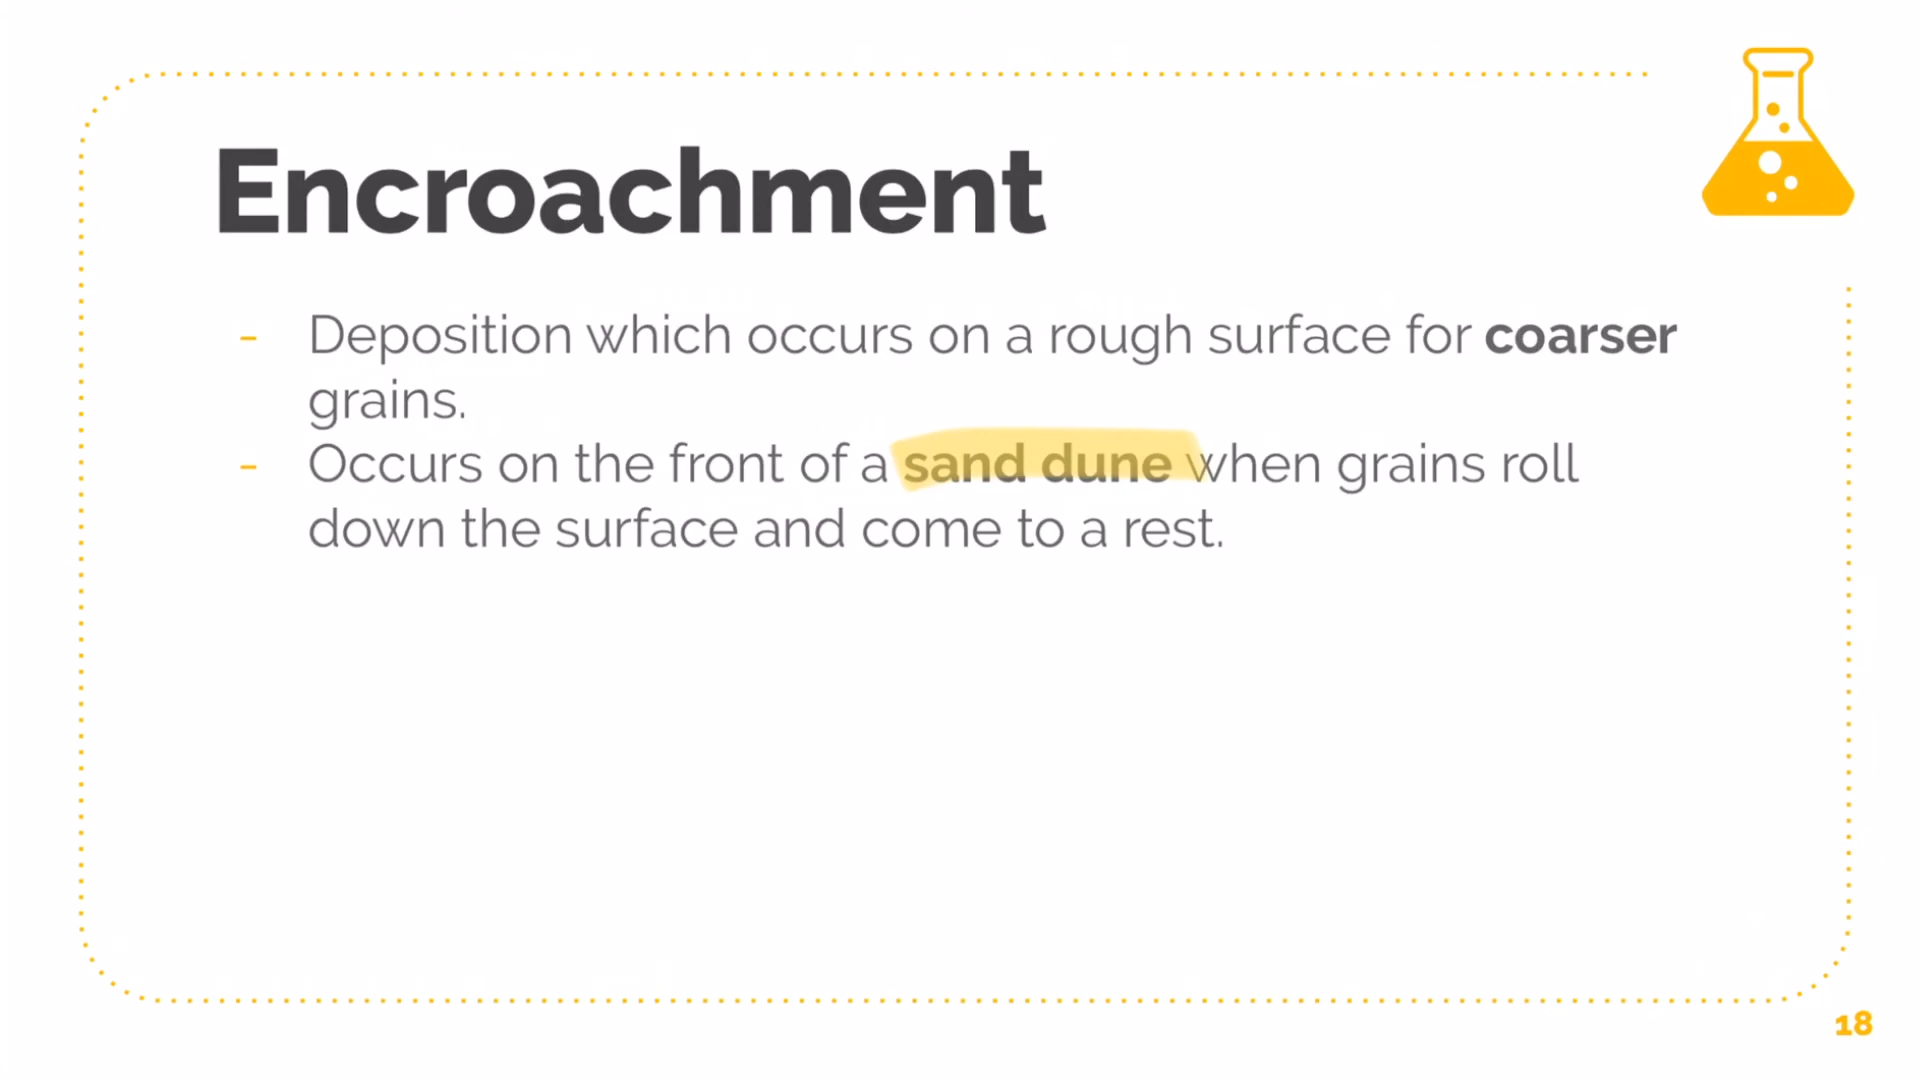 Encroachment
- Deposition which occurs on a rough surface for coarser
grains.
- Occurs on the front of a sand dune when grains roll
down the surface and come to a rest.
18